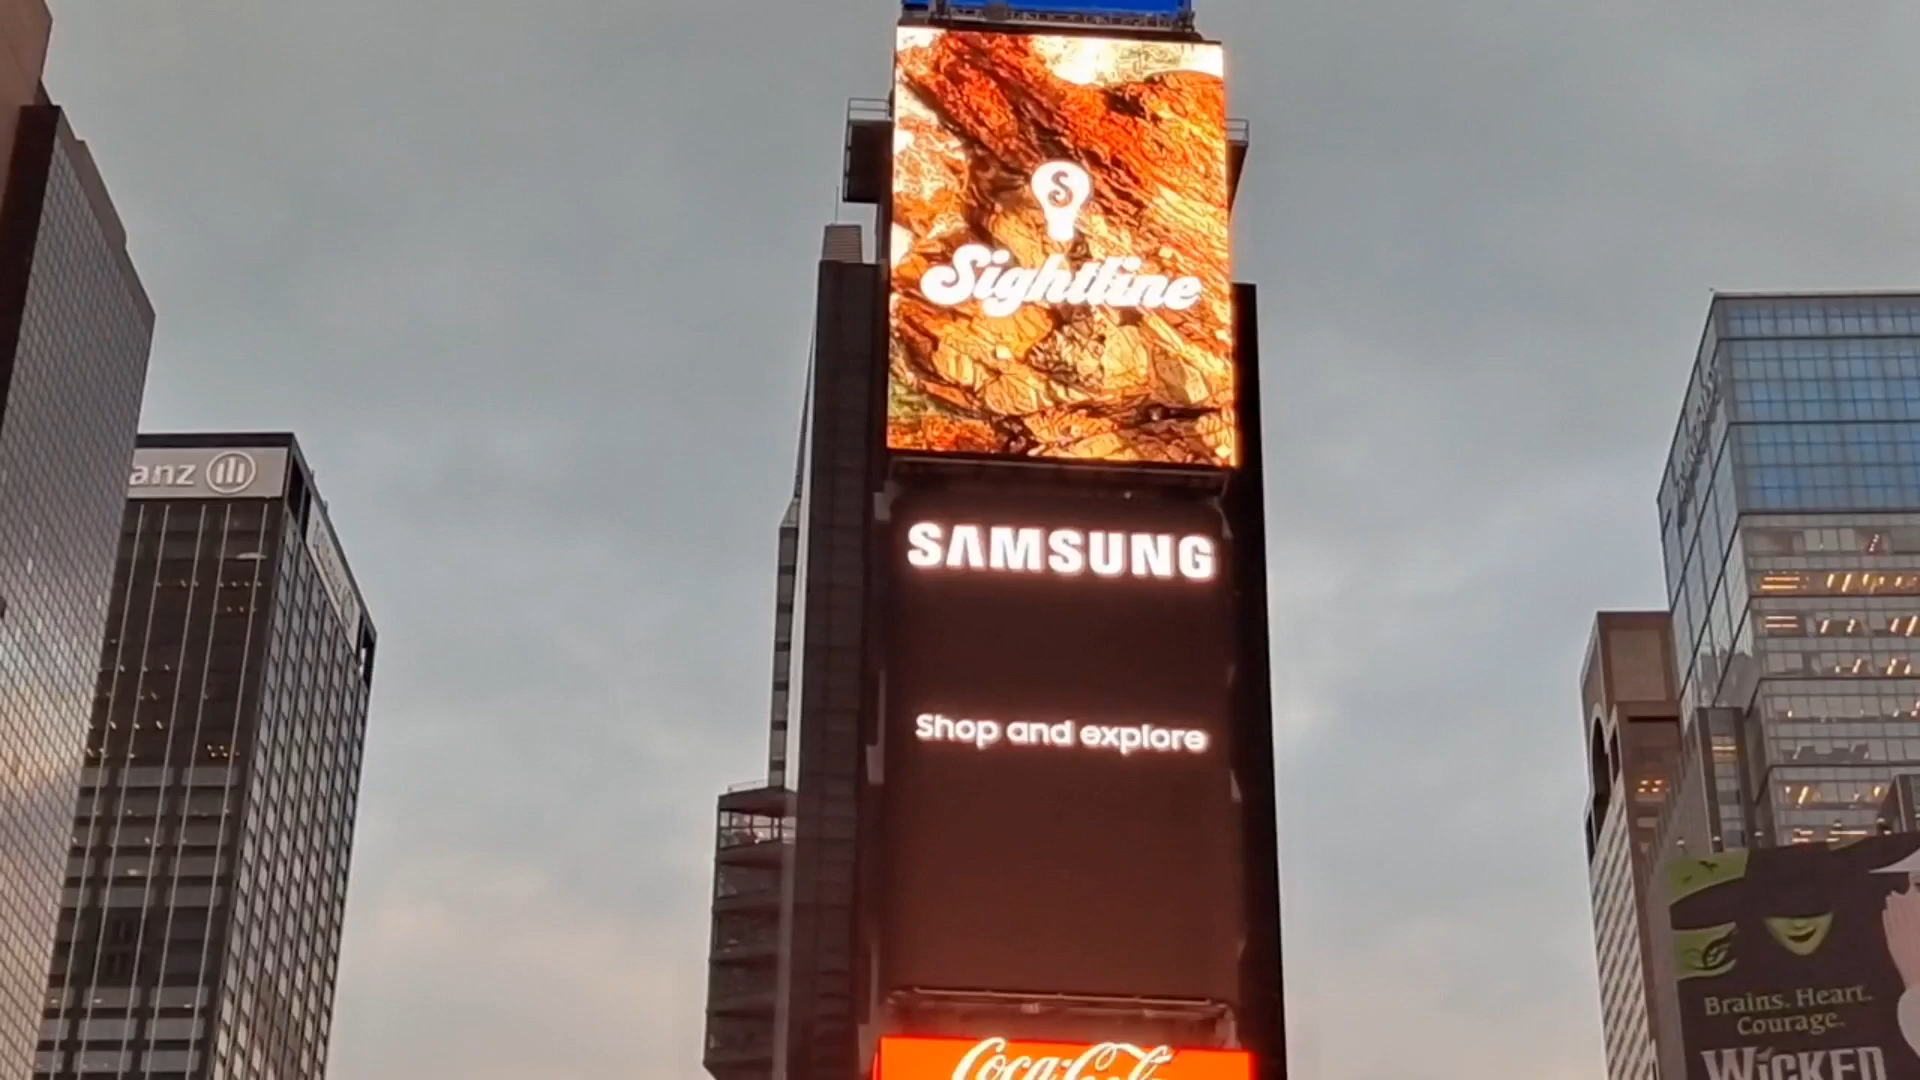 anz
S
Sightline
SAMSUNG
Shop and explore
Coca-Cola
Brains. Heart.
Courage.
WICKED